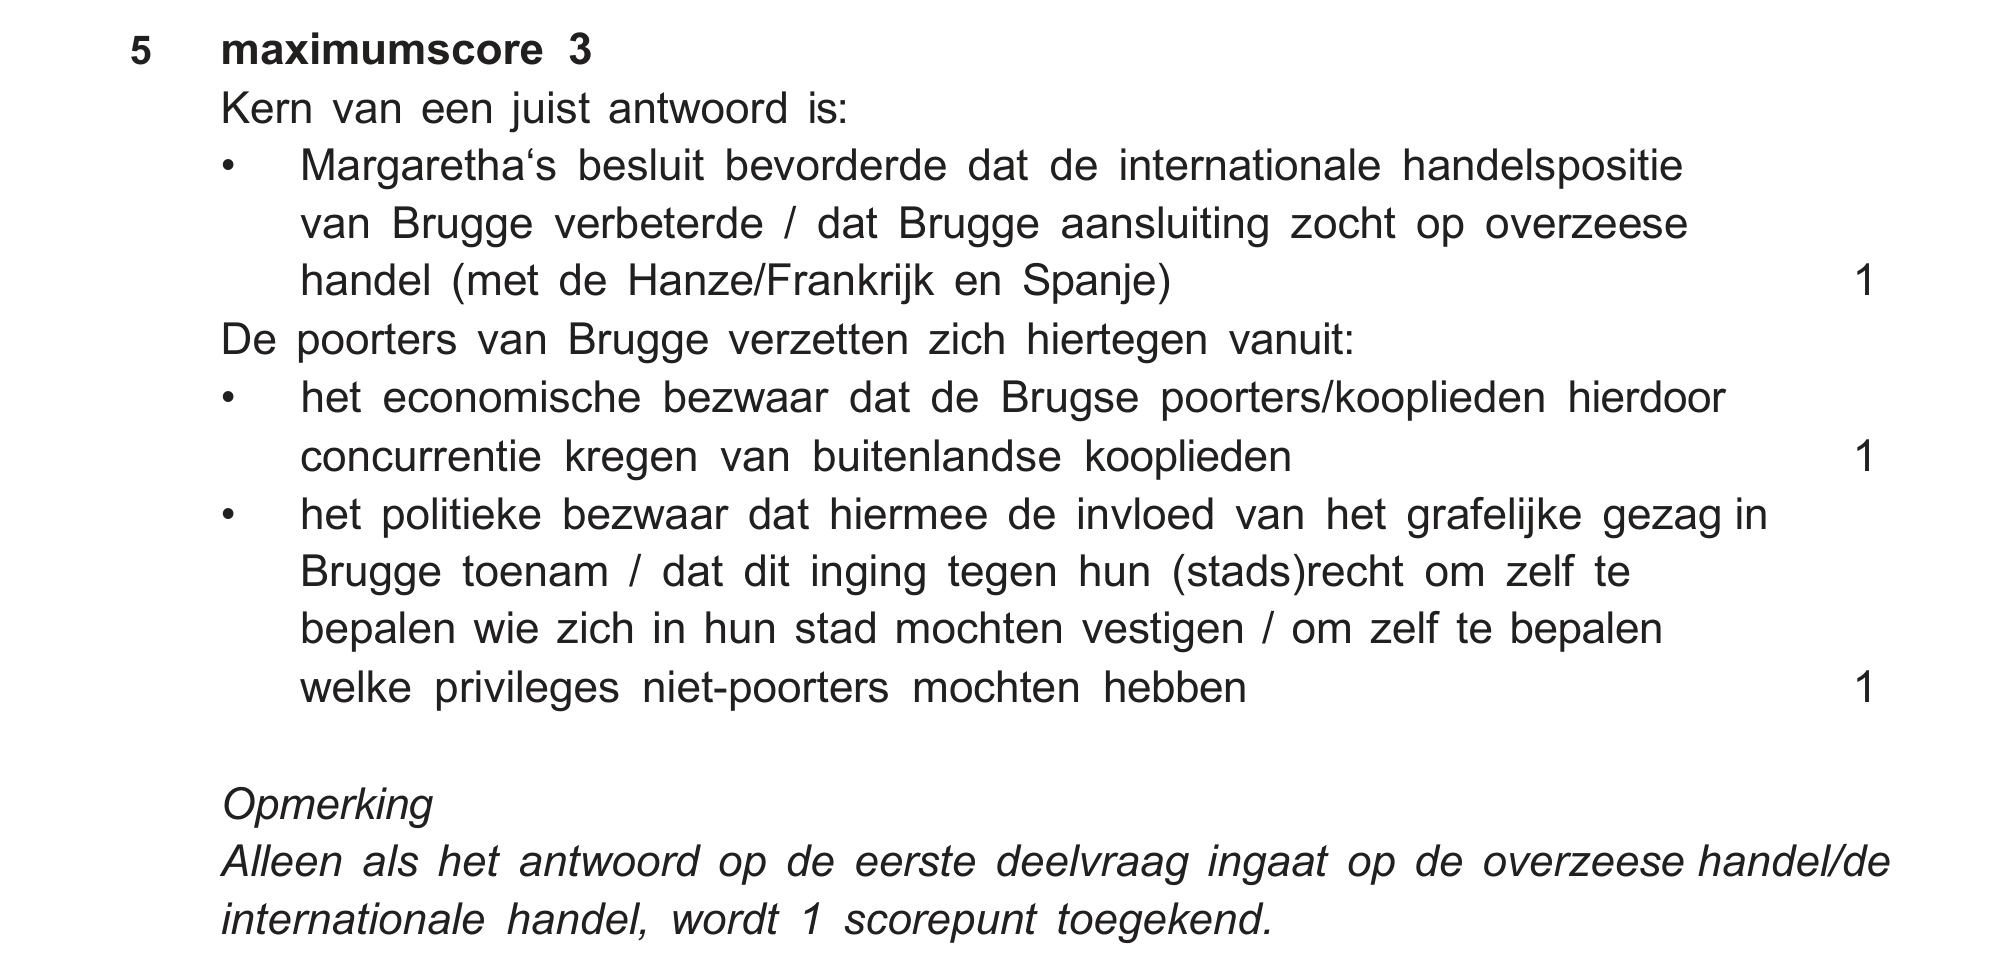 5 maximumscore 3
Kern van een juist antwoord is:
• Margaretha‘s besluit bevorderde dat de internationale handelspositie
van Brugge verbeterde / dat Brugge aansluiting zocht op overzeese
handel (met de Hanze/Frankrijk en Spanje) 1
De poorters van Brugge verzetten zich hiertegen vanuit:
• het economische bezwaar dat de Brugse poorters/kooplieden hierdoor
concurrentie kregen van buitenlandse kooplieden 1
• het politieke bezwaar dat hiermee de invloed van het grafelijke gezag in
Brugge toenam / dat dit inging tegen hun (stads)recht om zelf te
bepalen wie zich in hun stad mochten vestigen / om zelf te bepalen
welke privileges niet-poorters mochten hebben 1
Opmerking
Alleen als het antwoord op de eerste deelvraag ingaat op de overzeese handel/de
internationale handel, wordt 1 scorepunt toegekend.